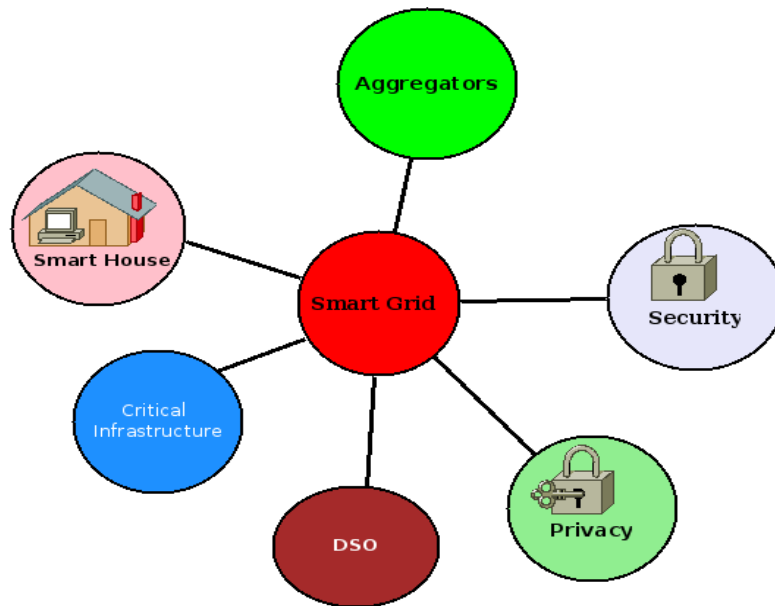 Aggregators
Smart House
Smart Grid
Security
Critical
Infrastructure
Privacy
DSO